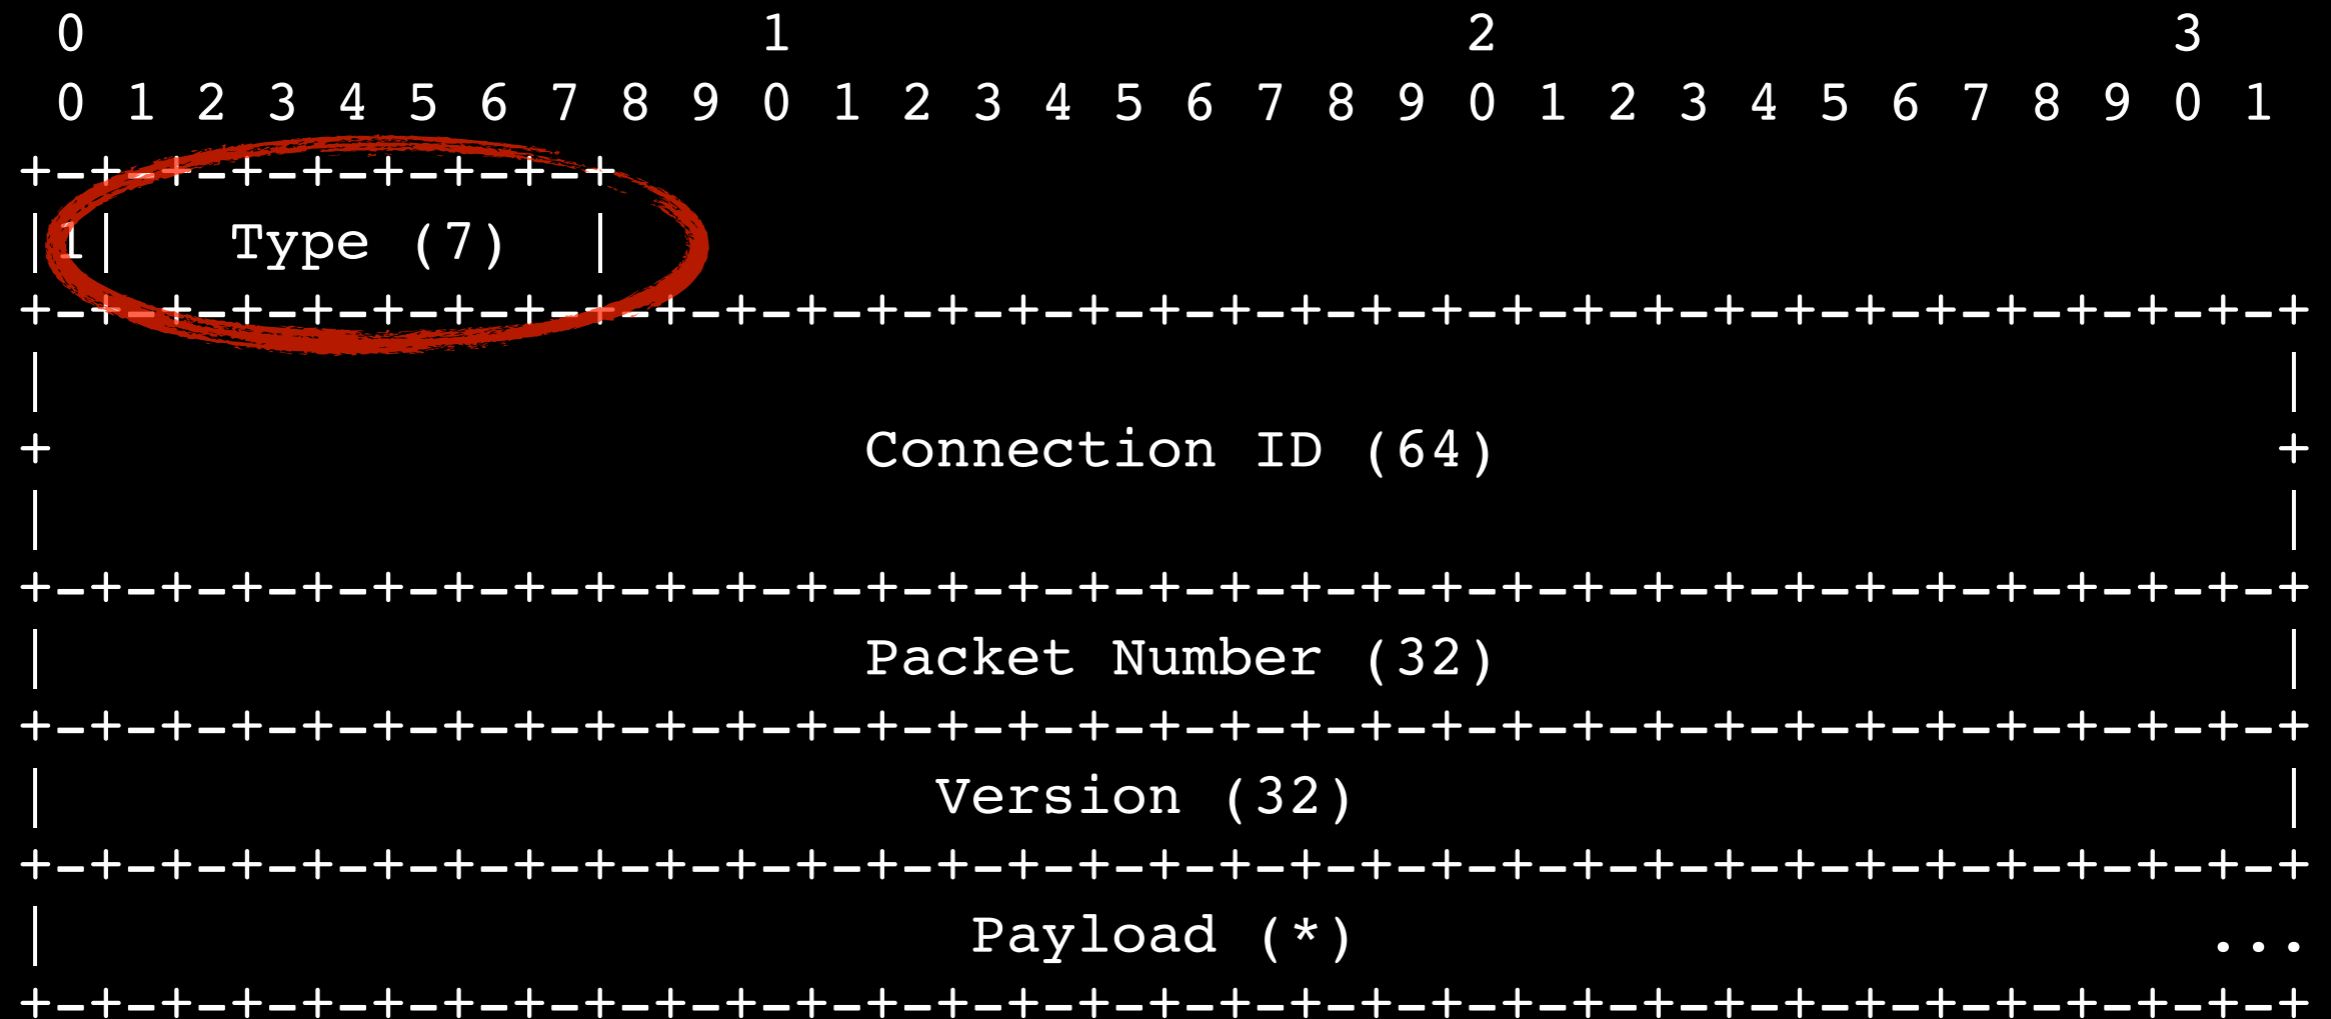 0 1 2 3
0 1 2 3 4 5 6 7 8 9 0 1 2 3 4 5 6 7 8 9 0 1 2 3 4 5 6 7 8 9 0 1
+-+-+-+-+-+-+-+-+
|1| Type (7) |
+-+-+-+-+-+-+-+-+-+-+-+-+-+-+-+-+-+-+-+-+-+-+-+-+-+-+-+-+-+-+-+-+
| |
+ Connection ID (64) +
| |
+-+-+-+-+-+-+-+-+-+-+-+-+-+-+-+-+-+-+-+-+-+-+-+-+-+-+-+-+-+-+-+-+
| Packet Number (32) |
+-+-+-+-+-+-+-+-+-+-+-+-+-+-+-+-+-+-+-+-+-+-+-+-+-+-+-+-+-+-+-+-+
| Version (32) |
+-+-+-+-+-+-+-+-+-+-+-+-+-+-+-+-+-+-+-+-+-+-+-+-+-+-+-+-+-+-+-+-+
| Payload (*) ...
+-+-+-+-+-+-+-+-+-+-+-+-+-+-+-+-+-+-+-+-+-+-+-+-+-+-+-+-+-+-+-+-+